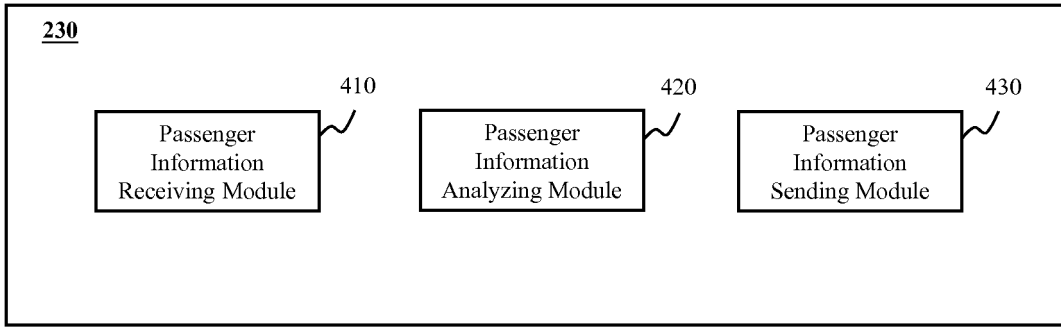 230
410
420
430
Passenger
Information
Receiving Module
Passenger
Information
Analyzing Module
Passenger
Information
Sending Module